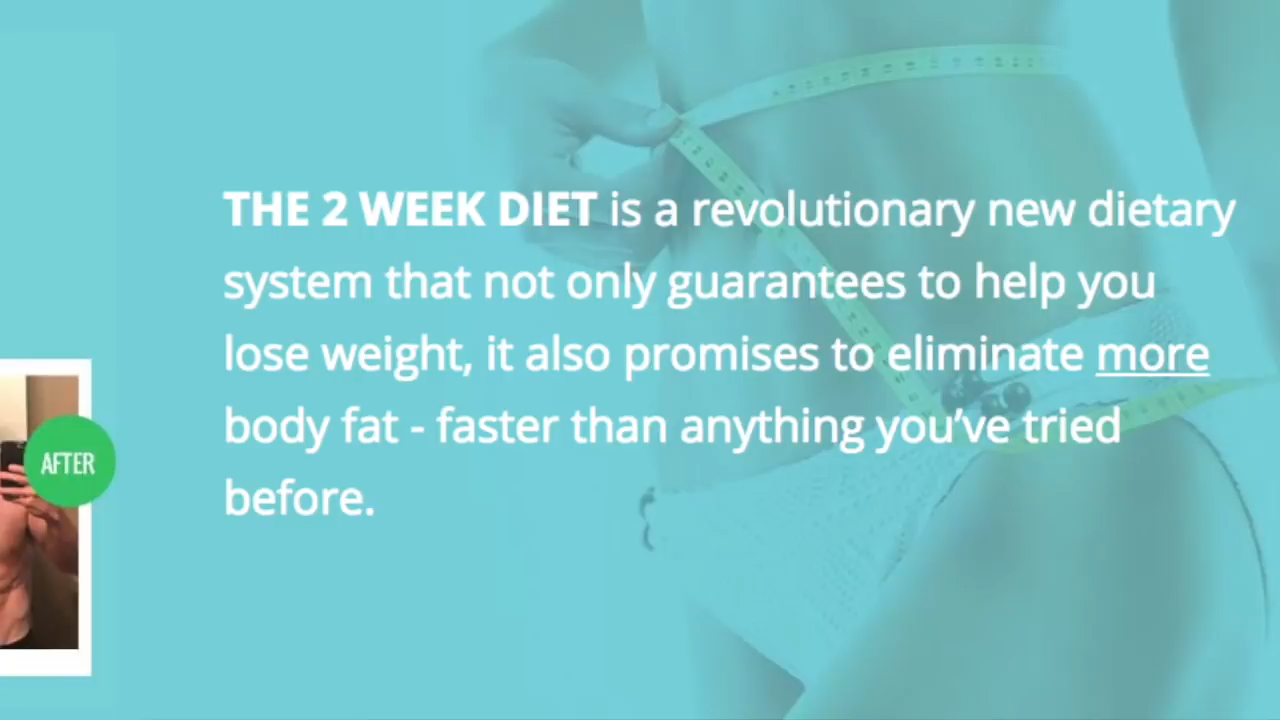 THE 2 WEEK DIET is a revolutionary new dietary
system that not only guarantees to help you
lose weight, it also promises to eliminate more
body fat - faster than anything you’ve tried
before.
AFTER